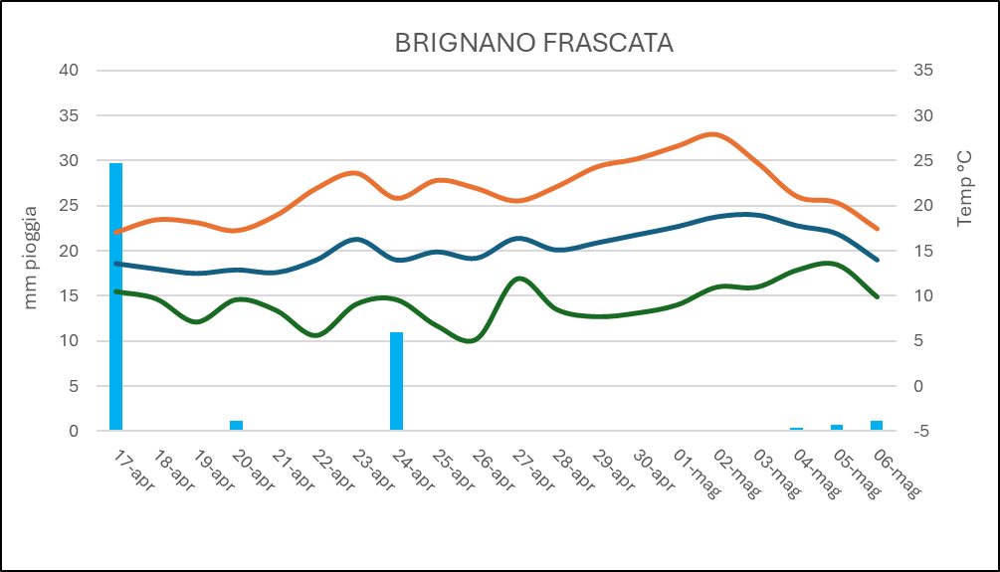 BRIGNANO FRASCATA
40
35
30
25
20
15
10
5
0
mm pioggia
35
30
25
20
15
10
5
0
-5
Temp °C
17-apr
18-apr
19-apr
20-apr
21-apr
22-apr
23-apr
24-apr
25-apr
26-apr
27-apr
28-apr
29-apr
30-apr
01-mag
02-mag
03-mag
04-mag
05-mag
06-mag